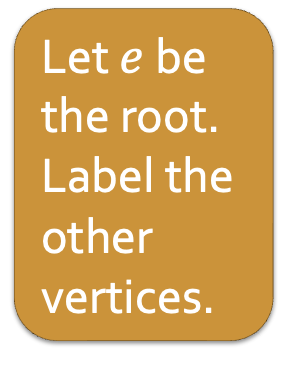 Let e be
the root.
Label the
other
vertices.